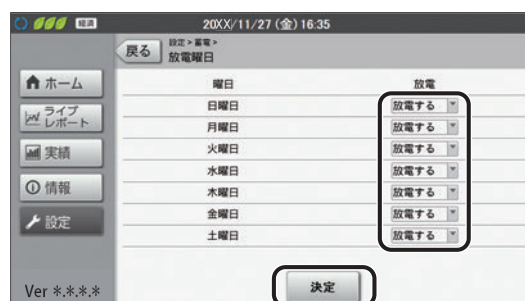 経済
20XX/11/27 (金) 16:35
戻る
設定>蓄電>
放電曜日
ホーム
ライブ
レポート
実績
情報
設定
Ver *.*.*.*
曜日 放電
日曜日 放電する
月曜日 放電する
火曜日 放電する
水曜日 放電する
木曜日 放電する
金曜日 放電する
土曜日 放電する
決定